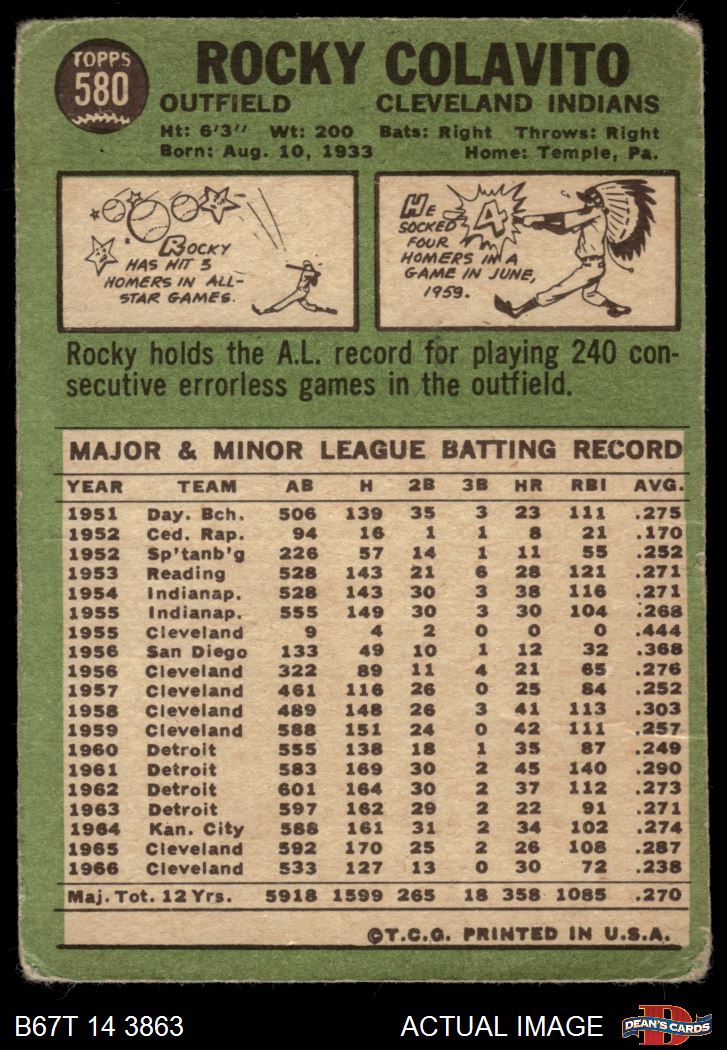 TOPPS
580
ROCKY COLAVITO
OUTFIELD CLEVELAND INDIANS
Ht: 6'3" Wt: 200 Bats: Right Throws: Right
Born: Aug. 10, 1933 Home: Temple, Pa.
ROCKY
HAS HIT 3
HOMERS IN ALL-
STAR GAMES.
HE
SOCKED
FOUR
HOMERS IN A
GAME IN JUNE,
1959.
4
Rocky holds the A.L. record for playing 240 con-
secutive errorless games in the outfield.
MAJOR & MINOR LEAGUE BATTING RECORD
YEAR TEAM AB H 2B 3B HR RBI AVG.
1951 Day. Bch. 506 139 35 3 23 111 .275
1952 Ced. Rap. 94 16 1 1 8 21 .170
1952 Sp'tanb'g 226 57 14 1 11 55 .252
1953 Reading 528 143 21 6 28 121 .271
1954 Indianap. 528 143 30 3 38 116 .271
1955 Indianap. 555 149 30 3 30 104 .268
1955 Cleveland 9 4 2 0 0 0 .444
1956 San Diego 133 49 10 1 12 32 .368
1956 Cleveland 322 89 11 4 21 65 .276
1957 Cleveland 461 116 26 0 25 84 .252
1958 Cleveland 489 148 26 3 41 113 .303
1959 Cleveland 588 151 24 0 42 111 .257
1960 Detroit 555 138 18 1 35 87 .249
1961 Detroit 583 169 30 2 45 140 .290
1962 Detroit 601 164 30 2 37 112 .273
1963 Detroit 597 162 29 2 22 91 .271
1964 Kan. City 588 161 31 2 34 102 .274
1965 Cleveland 592 170 25 2 26 108 .287
1966 Cleveland 533 127 13 0 30 72 .238
Maj. Tot. 12 Yrs. 5918 1599 265 18 358 1085 .270
©T.C.G. PRINTED IN U.S.A.
B67T 14 3863 ACTUAL IMAGE
D
DEAN'S CARDS